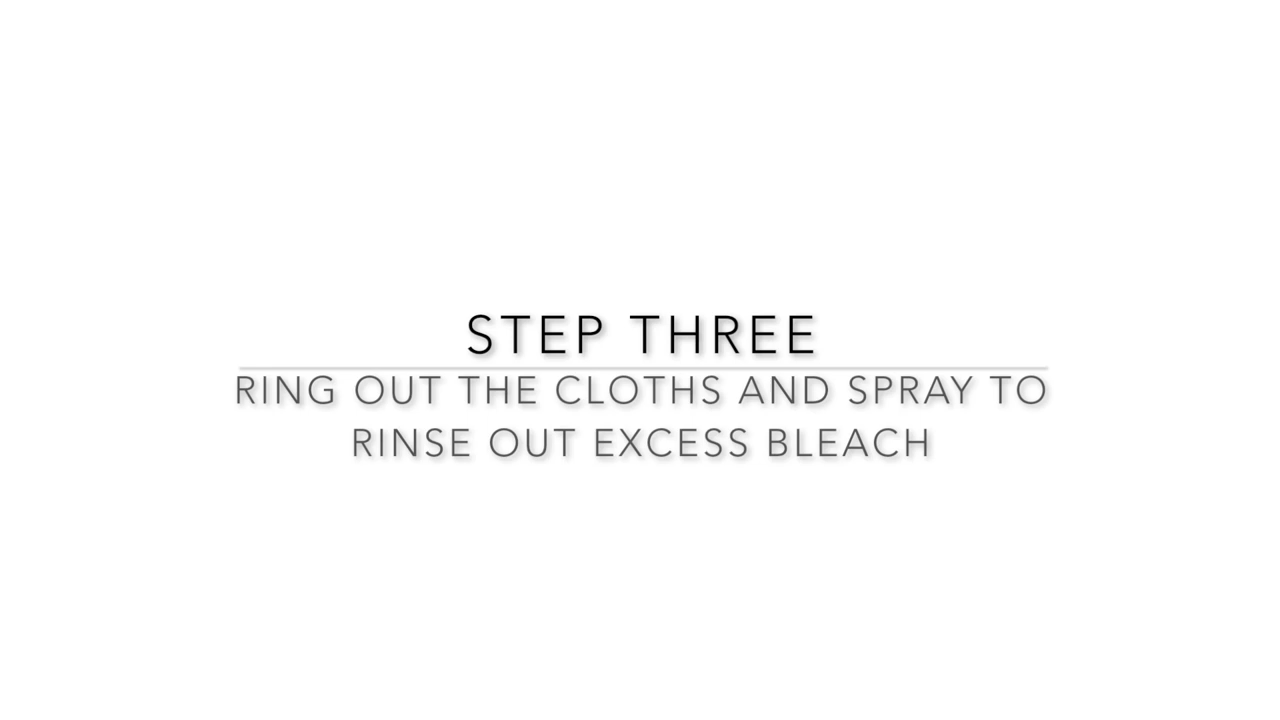 STEP THREE
RING OUT THE CLOTHS AND SPRAY TO
RINSE OUT EXCESS BLEACH